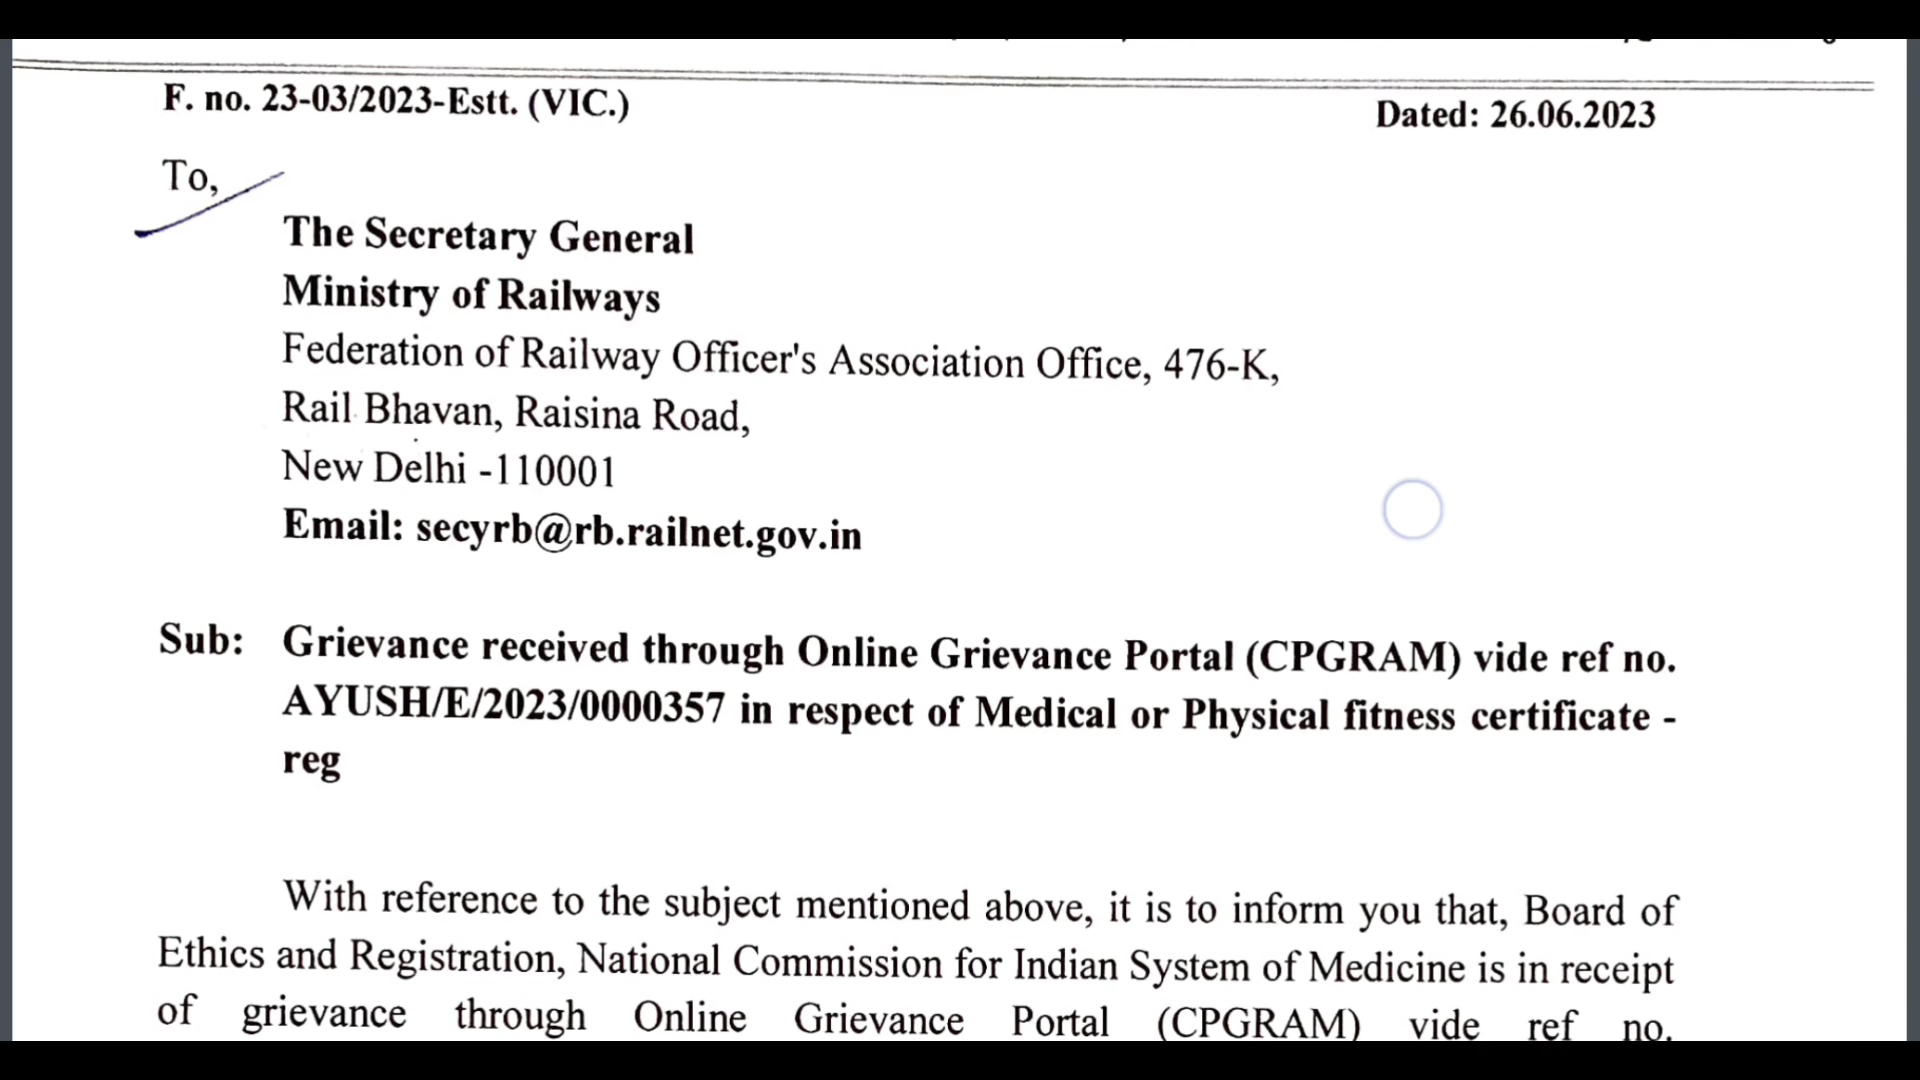 F. no. 23-03/2023-Estt. (VIC.)
Dated: 26.06.2023
To,
The Secretary General
Ministry of Railways
Federation of Railway Officer's Association Office, 476-K,
Rail Bhavan, Raisina Road,
New Delhi -110001
Email: secyrb@rb.railnet.gov.in
Sub: Grievance received through Online Grievance Portal (CPGRAM) vide ref no.
AYUSH/E/2023/0000357 in respect of Medical or Physical fitness certificate -
reg
With reference to the subject mentioned above, it is to inform you that, Board of
Ethics and Registration, National Commission for Indian System of Medicine is in receipt
of grievance through Online Grievance Portal (CPGRAM) vide ref no.